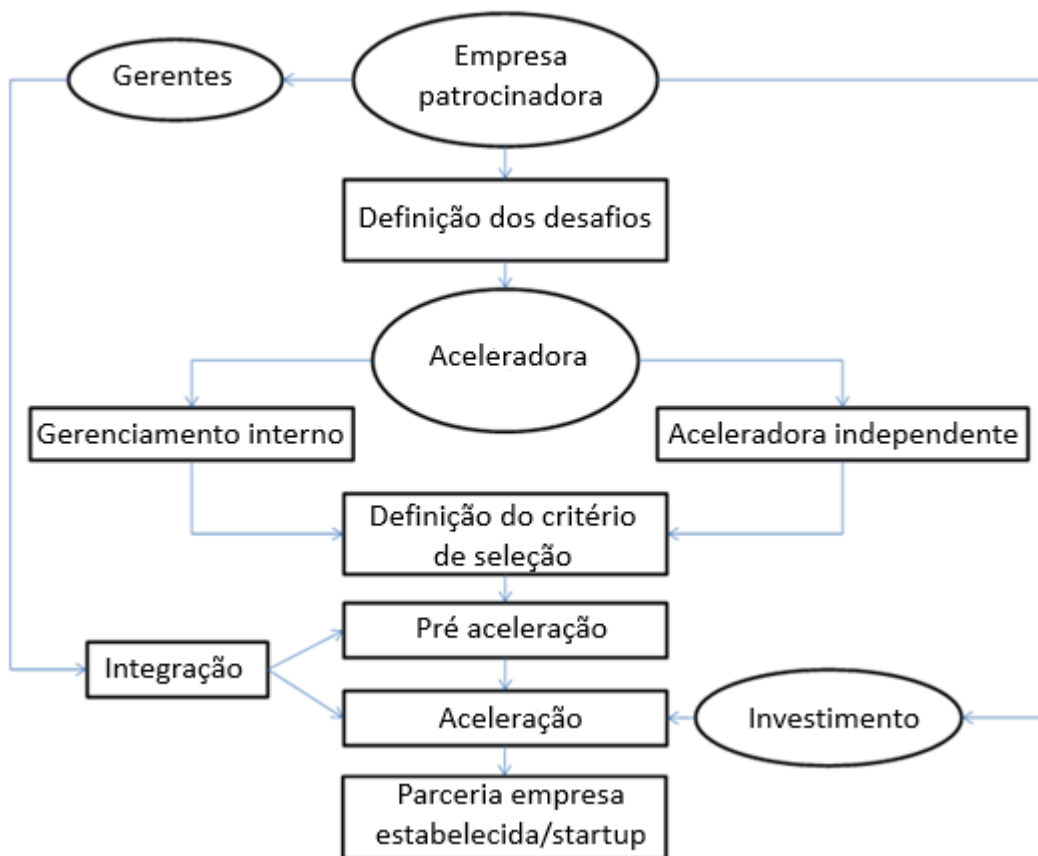 Gerentes
Empresa
patrocinadora
Definição dos desafios
Aceleradora
Gerenciamento interno
Aceleradora independente
Definição do critério
de seleção
Pré aceleração
Integração
Aceleração
Investimento
Parceria empresa
estabelecida/startup